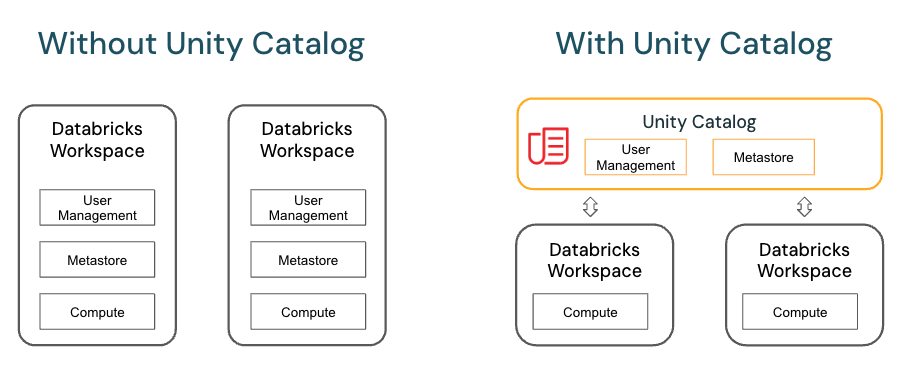 Without Unity Catalog
Databricks
Workspace
User
Management
Metastore
Compute
Databricks
Workspace
User
Management
Metastore
Compute
With Unity Catalog
Unity Catalog
User
Management
Metastore
Databricks
Workspace
Compute
Databricks
Workspace
Compute